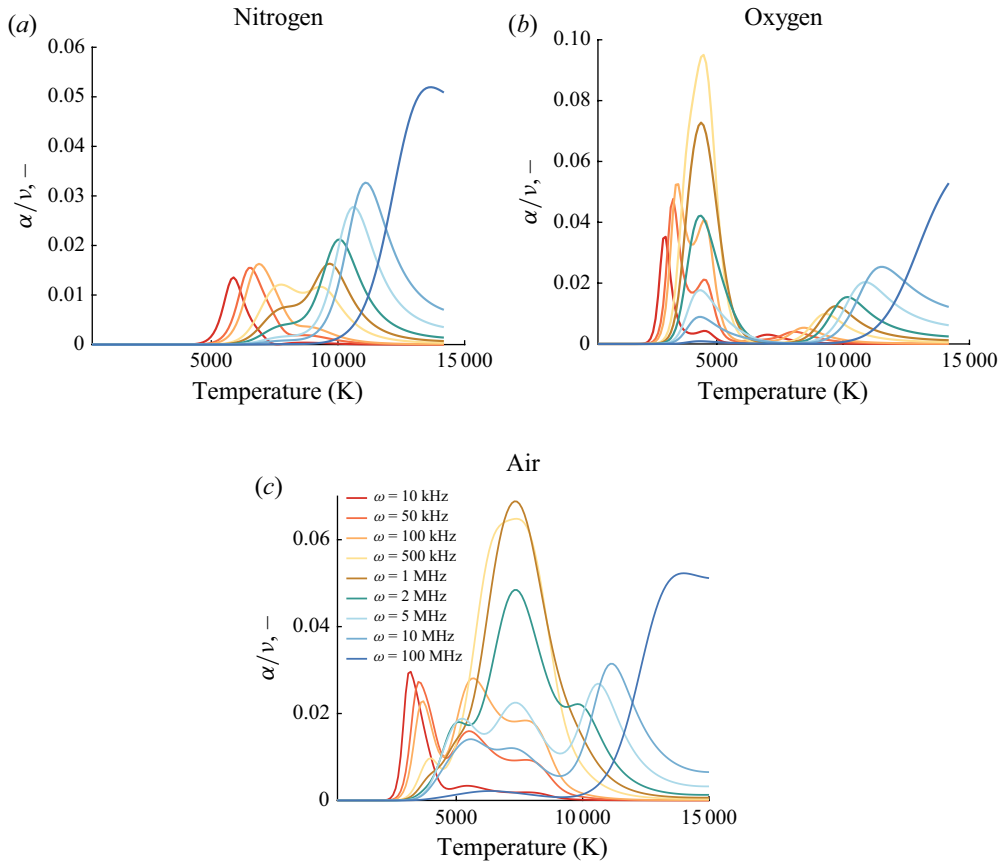 (a)
Nitrogen
0.06
0.05
0.04
0.03
0.02
0.01
0
α/ν, –
5000
10 000
15 000
Temperature (K)
(b)
Oxygen
0.10
0.08
0.06
0.04
0.02
0
α/ν, –
5000
10 000
15 000
Temperature (K)
(c)
Air
0.06
0.04
0.02
0
α/ν, –
ω = 10 kHz
ω = 50 kHz
ω = 100 kHz
ω = 500 kHz
ω = 1 MHz
ω = 2 MHz
ω = 5 MHz
ω = 10 MHz
ω = 100 MHz
5000
10 000
15 000
Temperature (K)